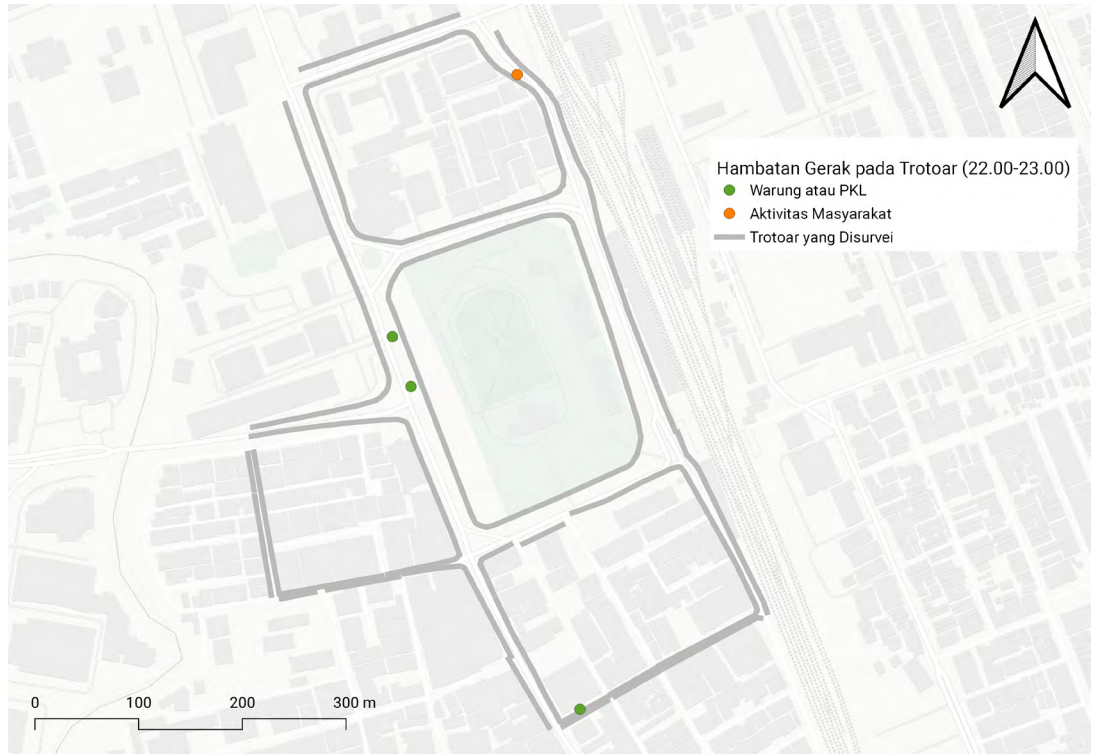 Hambatan Gerak pada Trotoar (22.00-23.00)
Warung atau PKL
Aktivitas Masyarakat
Trotoar yang Disurvei
0 100 200 300 m